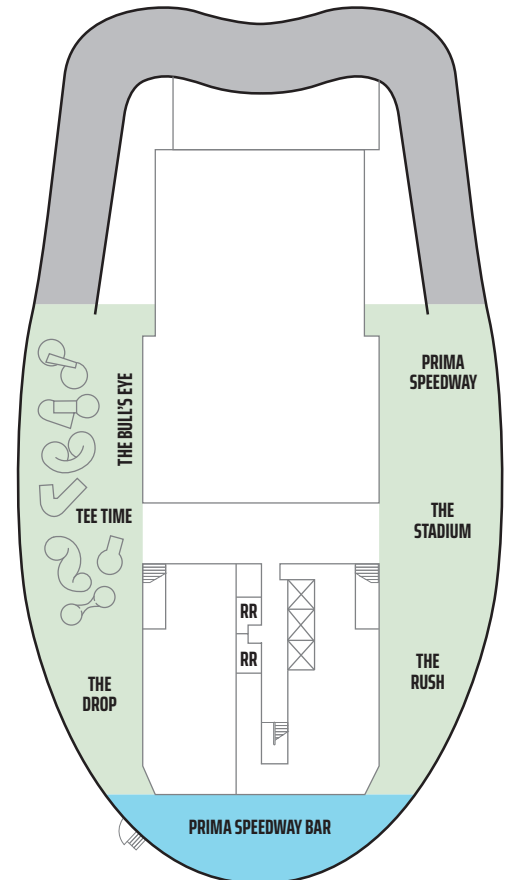 PRIMA
SPEEDWAY
THE BULL'S EYE
TEE TIME
THE
STADIUM
RR
RR
THE
DROP
THE
RUSH
PRIMA SPEEDWAY BAR